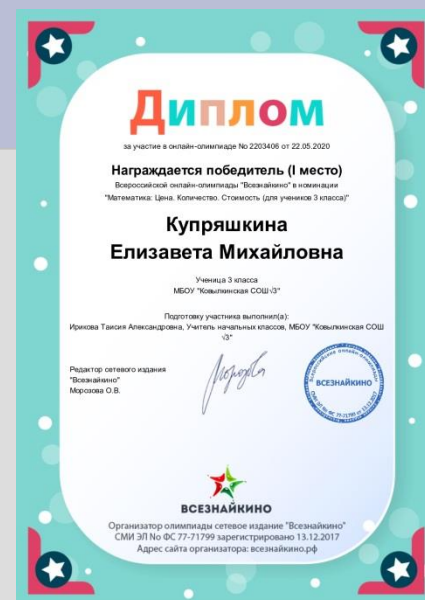 Диплом
за участие в онлайн-олимпиаде No 2203406 от 22.05.2020
Награждается победитель (I место)
Всероссийской онлайн-олимпиады "Всезнайкино" в номинации
"Математика: Цена. Количество. Стоимость (для учеников 3 класса)"
Купряшкина
Елизавета Михайловна
Ученица 3 класса
МБОУ "Ковылкинская СОШ√3"
Подготовку участника выполнил(а):
Ирикова Таисия Александровна, Учитель начальных классов, МБОУ "Ковылкинская СОШ
√3"
Редактор сетевого издания
"Всезнайкино"
Морозова О.В.
ВСЕЗНАЙКИНО
ВСЕЗНАЙКИНО
Организатор олимпиады сетевое издание "Всезнайкино"
СМИ ЭЛ No ФС 77-71799 зарегистрировано 13.12.2017
Адрес сайта организатора: всезнайкино.рф